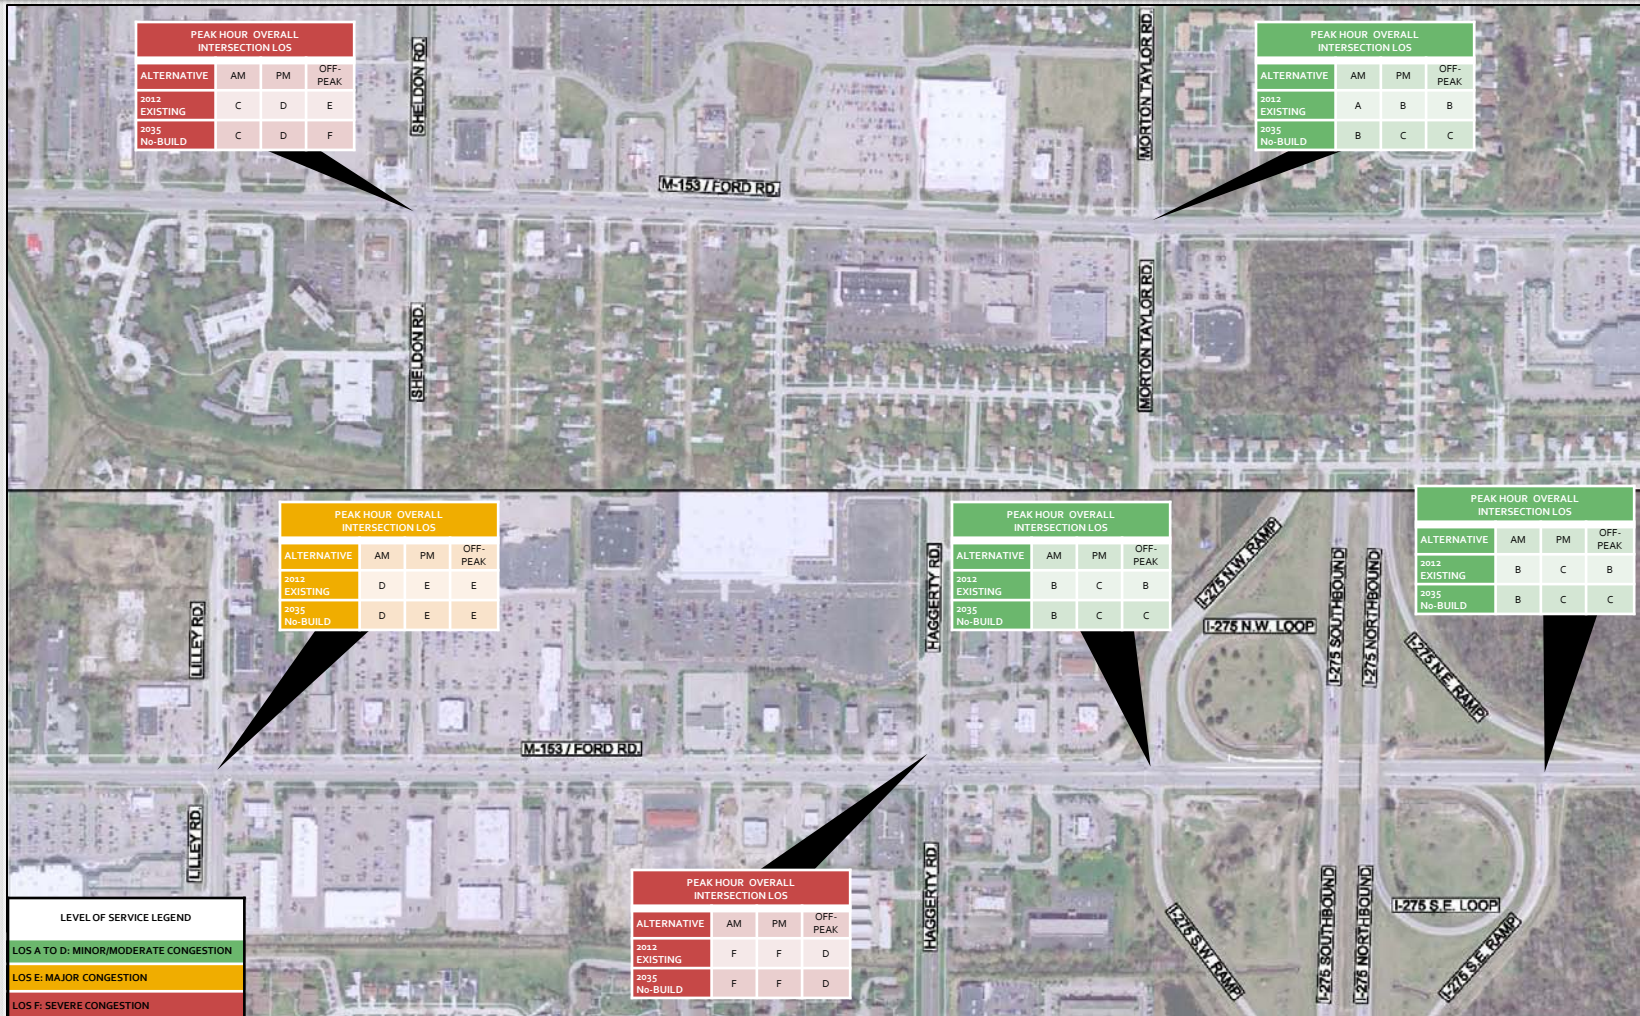 PEAK HOUR OVERALL
INTERSECTION LOS
ALTERNATIVE AM PM OFF-
PEAK
2012
EXISTING C D E
2035
No-BUILD C D F
SHELDON RD.
MORTON TAYLOR RD.
PEAK HOUR OVERALL
INTERSECTION LOS
ALTERNATIVE AM PM OFF-
PEAK
2012
EXISTING A B B
2035
No-BUILD B C C
M-153 / FORD RD.
SHELDON RD.
MORTON TAYLOR RD.
PEAK HOUR OVERALL
INTERSECTION LOS
ALTERNATIVE AM PM OFF-
PEAK
2012
EXISTING D E E
2035
No-BUILD D E E
PEAK HOUR OVERALL
INTERSECTION LOS
ALTERNATIVE AM PM OFF-
PEAK
2012
EXISTING B C B
2035
No-BUILD B C C
PEAK HOUR OVERALL
INTERSECTION LOS
ALTERNATIVE AM PM OFF-
PEAK
2012
EXISTING B C B
2035
No-BUILD B C C
LILLEY RD.
HAGGERTY RD.
I-275 N.W. RAMP
I-275 N.W. LOOP
I-275 SOUTHBOUND
I-275 NORTHBOUND
I-275 N.E. RAMP
M-153 / FORD RD.
LILLEY RD.
HAGGERTY RD.
PEAK HOUR OVERALL
INTERSECTION LOS
ALTERNATIVE AM PM OFF-
PEAK
2012
EXISTING F F D
2035
No-BUILD F F D
I-275 S.W. RAMP
I-275 SOUTHBOUND
I-275 NORTHBOUND
I-275 S.E. LOOP
I-275 S.E. RAMP
LEVEL OF SERVICE LEGEND
LOS A TO D: MINOR/MODERATE CONGESTION
LOS E: MAJOR CONGESTION
LOS F: SEVERE CONGESTION